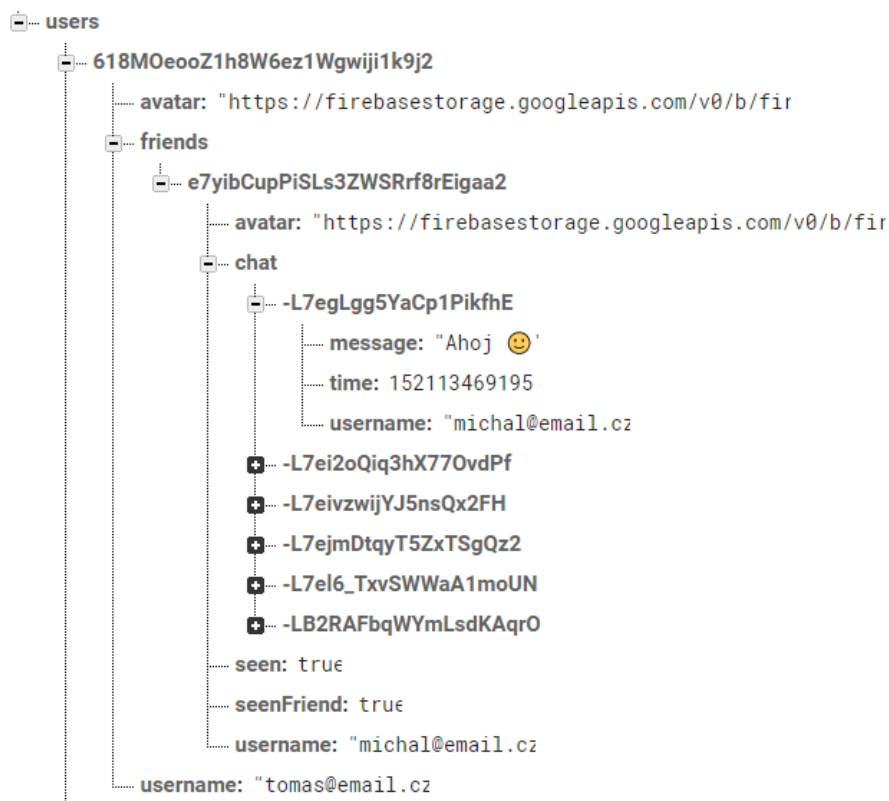 users
618MOeooZ1h8W6ez1Wgwiji1k9j2
avatar: "https://firebasestorage.googleapis.com/v0/b/fir
friends
e7yibCupPiSLs3ZWSRrf8rEigaa2
avatar: "https://firebasestorage.googleapis.com/v0/b/fir
chat
-L7egLgg5YaCp1PikfhE
message: "Ahoj 🙂'
time: 152113469195
username: "michal@email.cz
-L7ei2oQiq3hX77OvdPf
-L7eivzwijYJ5nsQx2FH
-L7ejmDtqyT5ZxTSgQz2
-L7el6_TxvSWWaA1moUN
-LB2RAFbqWYmLsdKAqrO
seen: true
seenFriend: true
username: "michal@email.cz
username: "tomas@email.cz